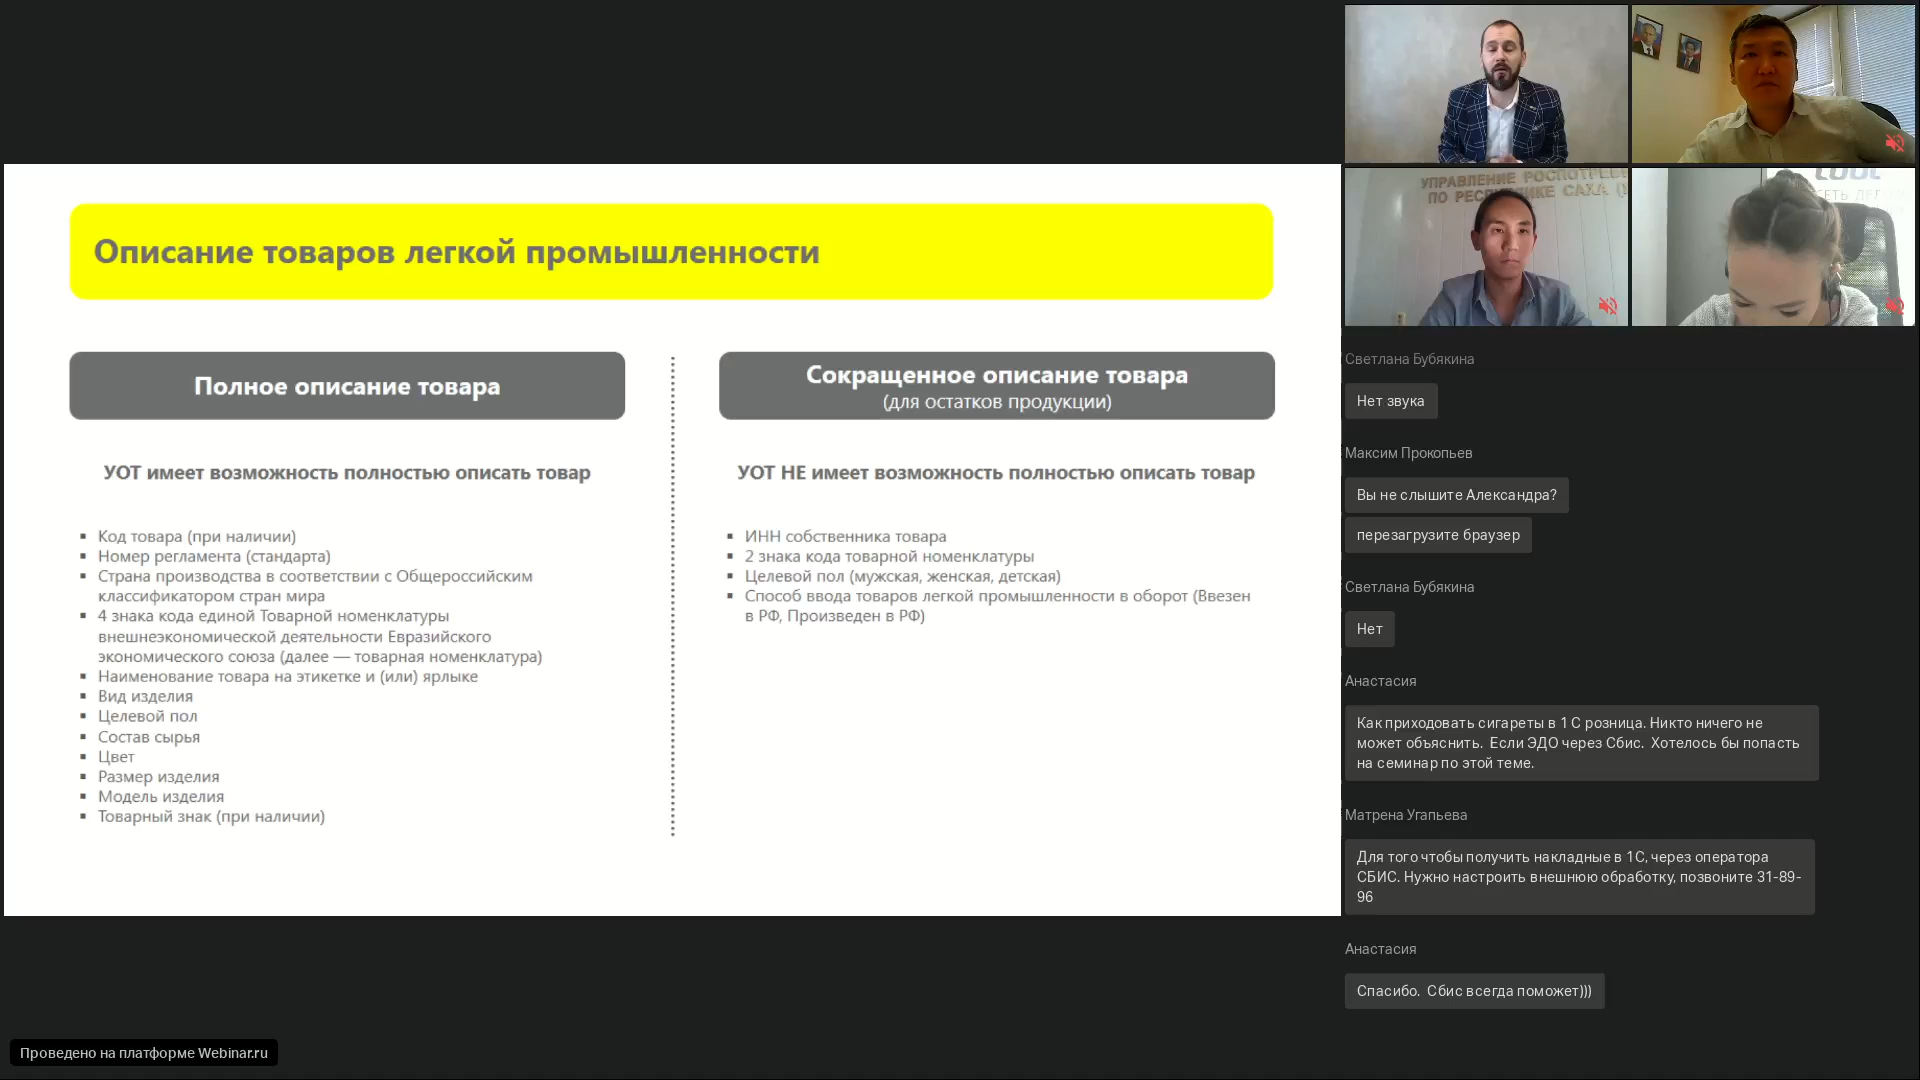 Описание товаров легкой промышленности
Полное описание товара
УОТ имеет возможность полностью описать товар
▪ Код товара (при наличии)
▪ Номер регламента (стандарта)
▪ Страна производства в соответствии с Общероссийским
классификатором стран мира
▪ 4 знака кода единой Товарной номенклатуры
внешнеэкономической деятельности Евразийского
экономического союза (далее — товарная номенклатура)
▪ Наименование товара на этикетке и (или) ярлыке
▪ Вид изделия
▪ Целевой пол
▪ Состав сырья
▪ Цвет
▪ Размер изделия
▪ Модель изделия
▪ Товарный знак (при наличии)
Сокращенное описание товара
(для остатков продукции)
УОТ НЕ имеет возможность полностью описать товар
▪ ИНН собственника товара
▪ 2 знака кода товарной номенклатуры
▪ Целевой пол (мужская, женская, детская)
▪ Способ ввода товаров легкой промышленности в оборот (Ввезен
в РФ, Произведен в РФ)
УПРАВЛЕНИЕ РОСПОТРЕБ
ПО РЕСПУБЛИКЕ САХА (
СЕТЬ
Светлана Бубякина
Нет звука
Максим Прокопьев
Вы не слышите Александра?
перезагрузите браузер
Светлана Бубякина
Нет
Анастасия
Как приходовать сигареты в 1 С розница. Никто ничего не
может объяснить. Если ЭДО через Сбис. Хотелось бы попасть
на семинар по этой теме.
Матрена Угапьева
Для того чтобы получить накладные в 1С, через оператора
СБИС. Нужно настроить внешнюю обработку, позвоните 31-89-
96
Анастасия
Спасибо. Сбис всегда поможет)))
Проведено на платформе Webinar.ru